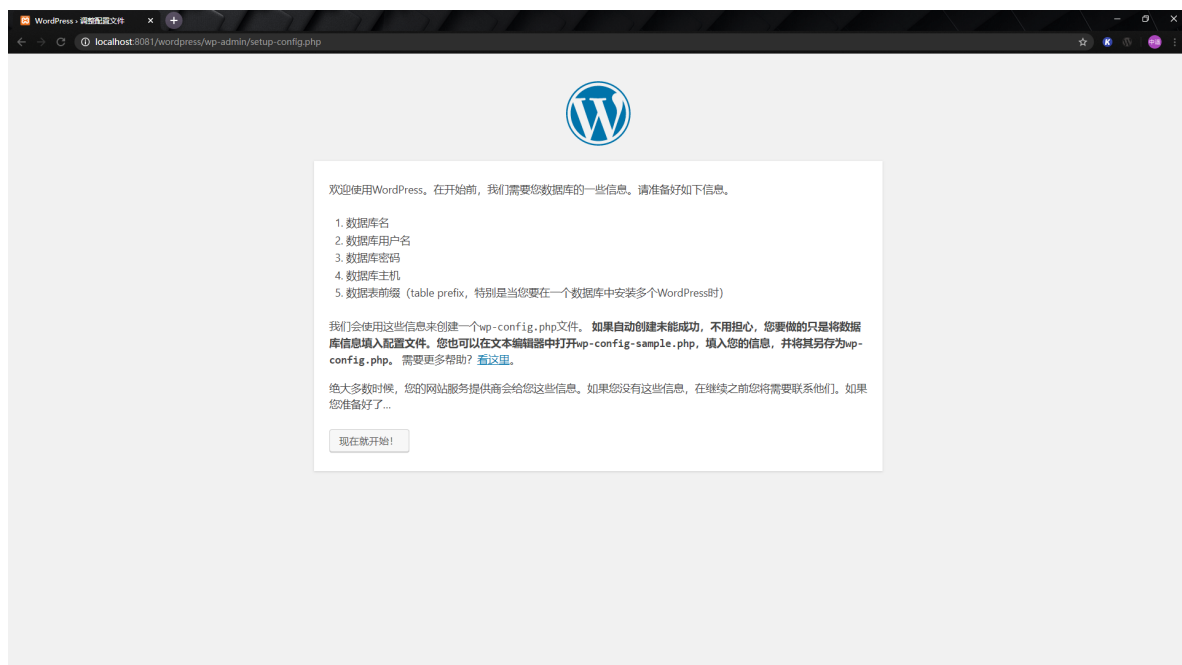 WordPress › 调整配置文件
localhost:8081/wordpress/wp-admin/setup-config.php
K
中通
欢迎使用WordPress。在开始前，我们需要您数据库的一些信息。请准备好如下信息。
1. 数据库名
2. 数据库用户名
3. 数据库密码
4. 数据库主机
5. 数据表前缀（table prefix，特别是当您要在一个数据库中安装多个WordPress时）
我们会使用这些信息来创建一个wp-config.php文件。 如果自动创建未能成功，不用担心，您要做的只是将数据
库信息填入配置文件。您也可以在文本编辑器中打开wp-config-sample.php，填入您的信息，并将其另存为wp-
config.php。 需要更多帮助？看这里。
绝大多数时候，您的网站服务提供商会给您这些信息。如果您没有这些信息，在继续之前您将需要联系他们。如果
您准备好了...
现在就开始！